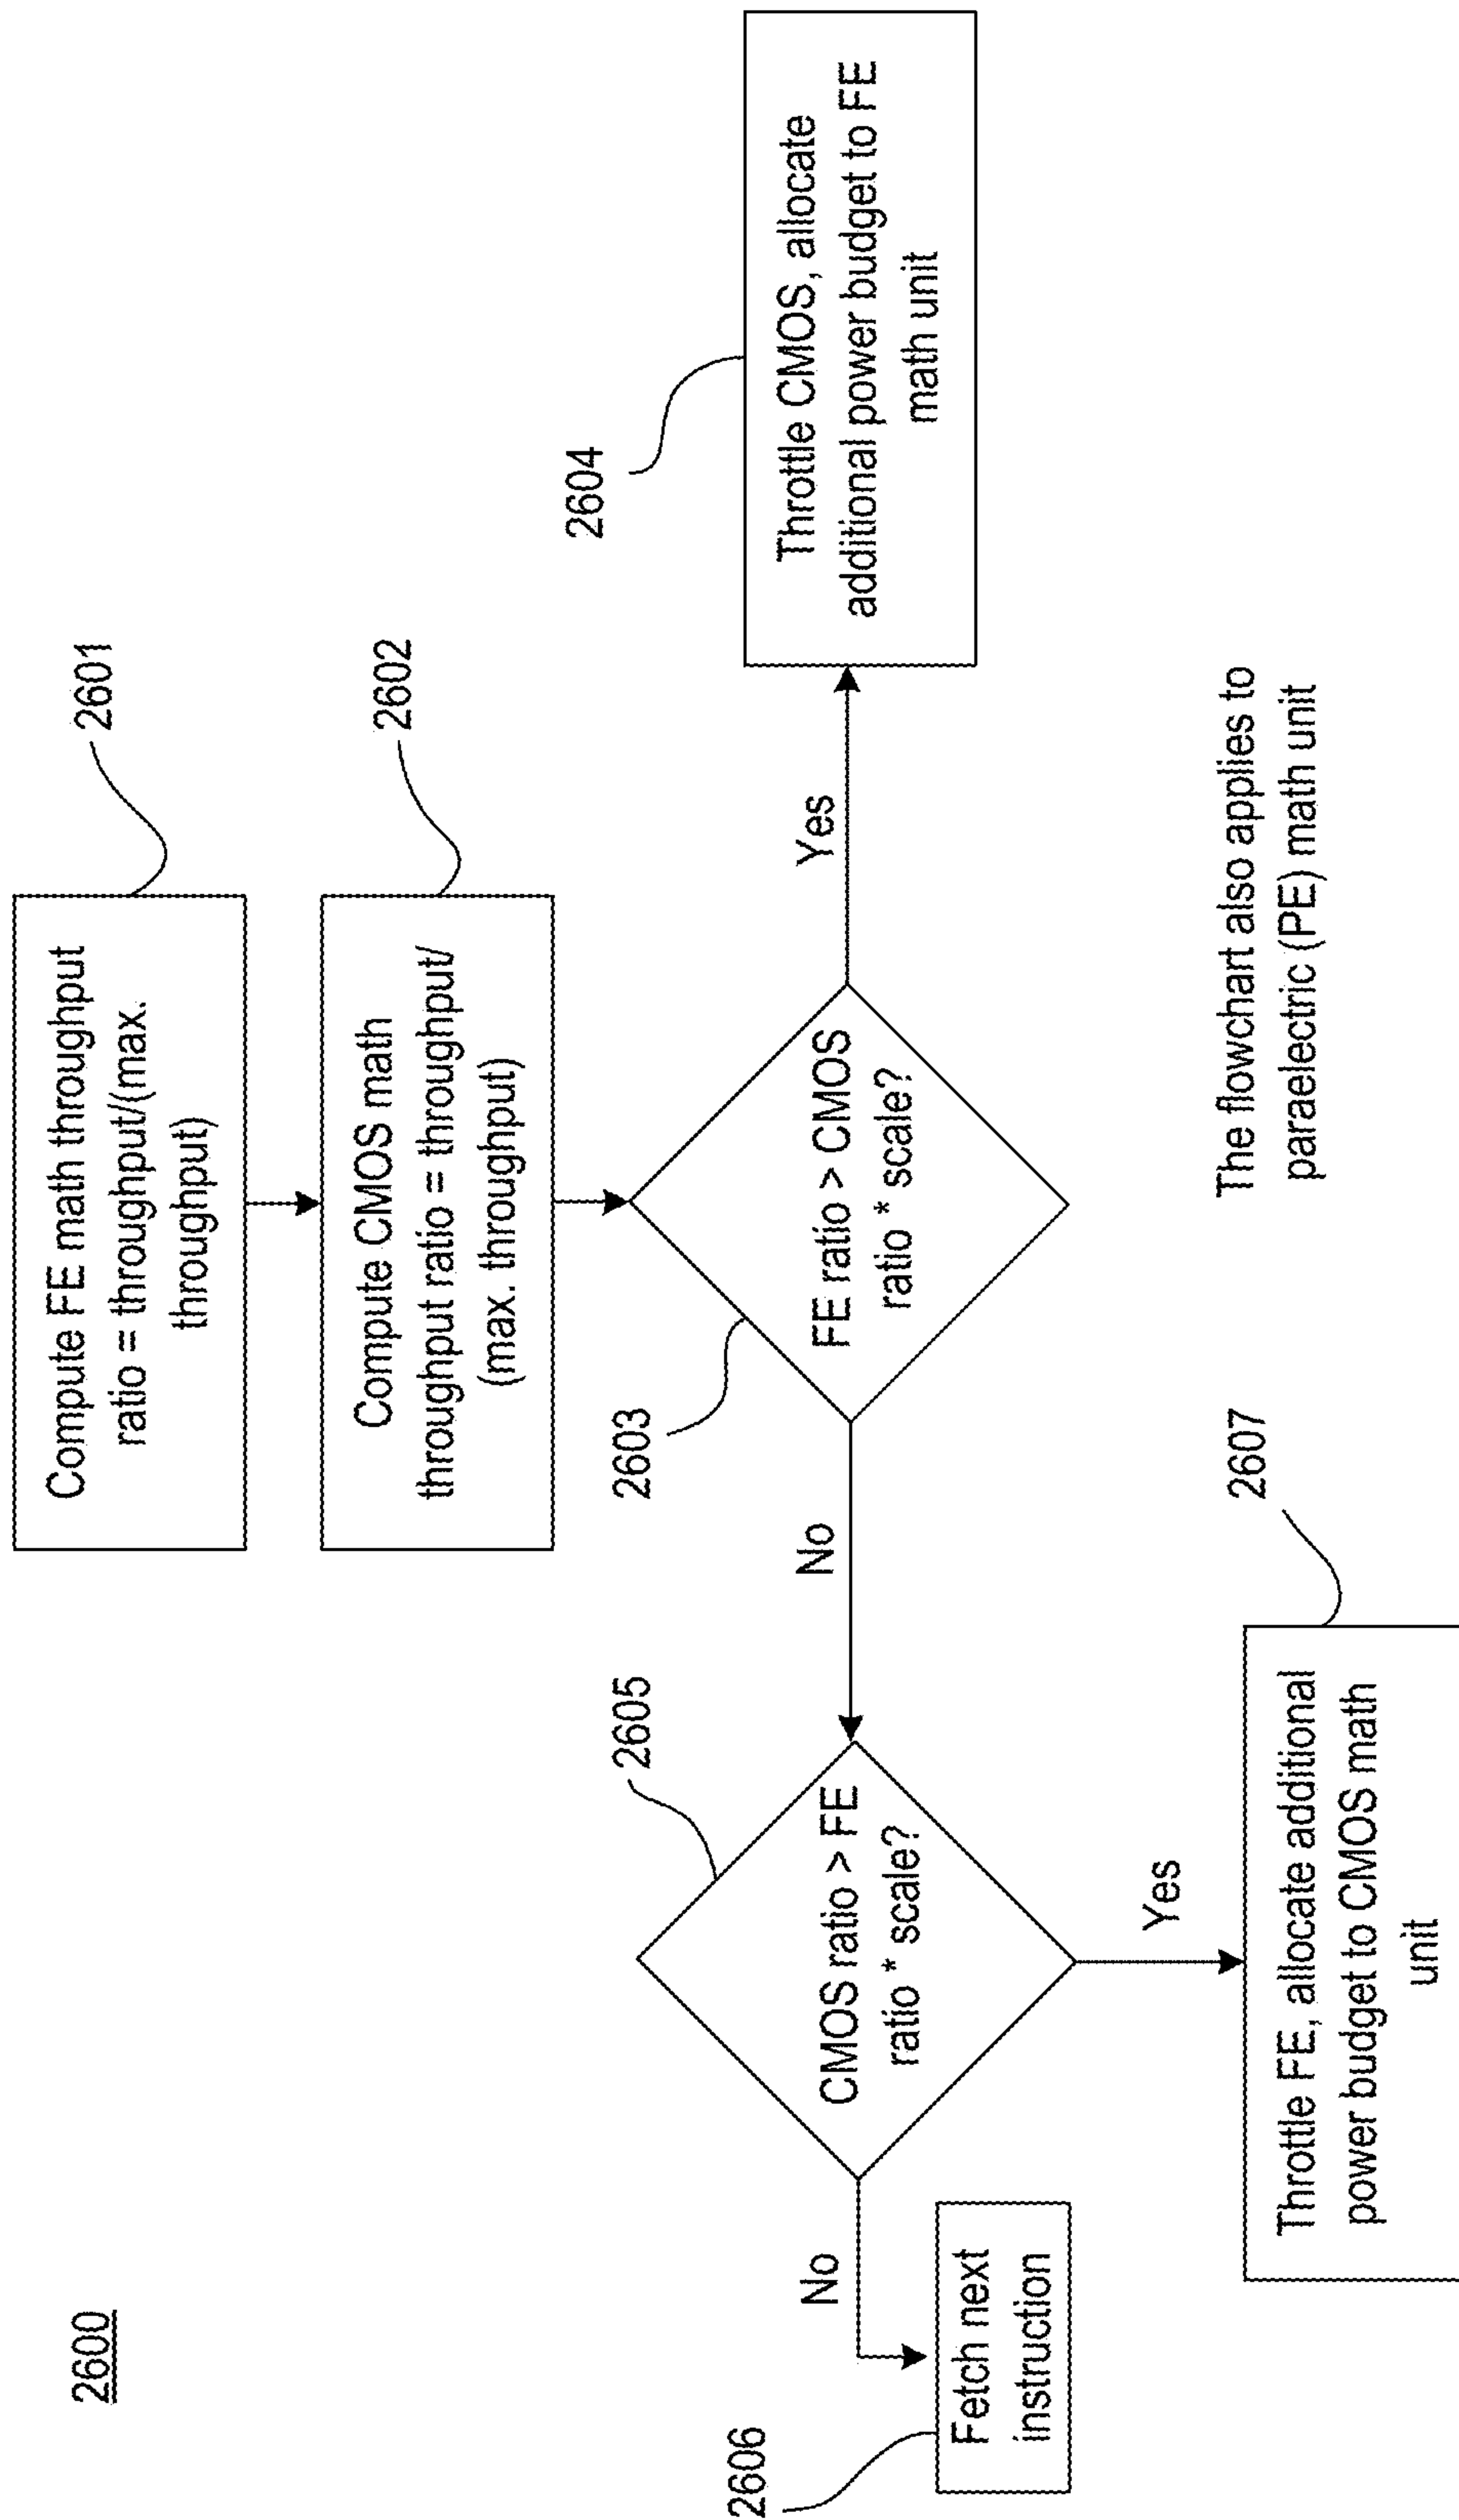 2600
Compute FE math throughput
ratio = throughput/(max.
throughput)
2601
Compute CMOS math
throughput ratio = throughput/
(max. throughput)
2602
2603
FE ratio > CMOS
ratio * scale?
Yes
2604
Throttle CMOS, allocate
additional power budget to FE
math unit
No
2605
CMOS ratio > FE
ratio * scale?
No
2606
Fetch next
instruction
Yes
2607
Throttle FE, allocate additional
power budget to CMOS math
unit
The flowchart also applies to
paraelectric (PE) math unit